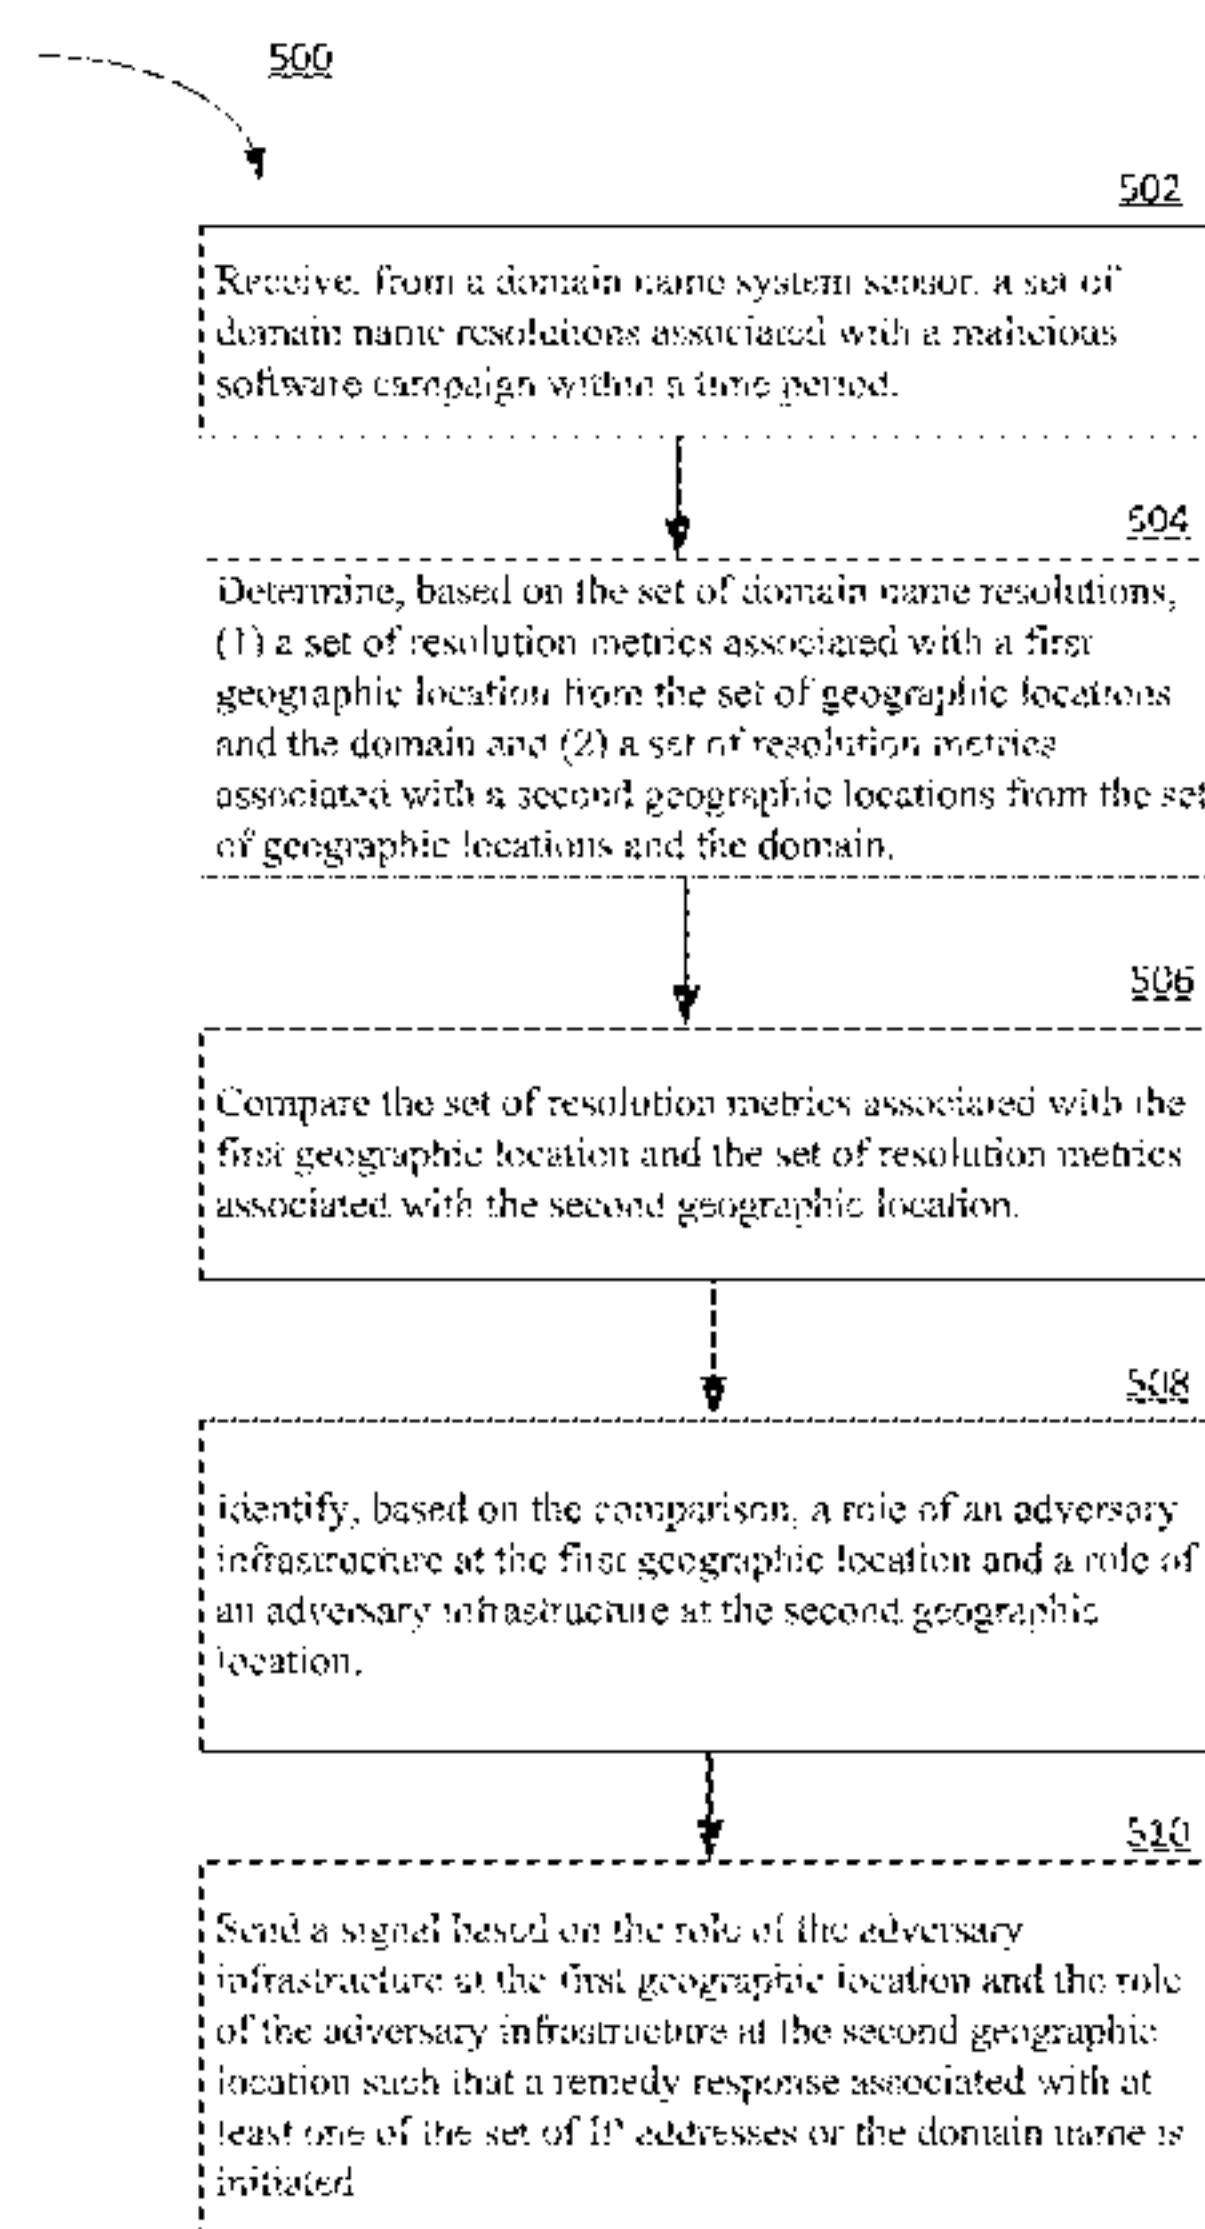 500
502
Receive, from a domain name system sensor, a set of
domain name resolutions associated with a malicious
software campaign within a time period.
504
Determine, based on the set of domain name resolutions,
(1) a set of resolution metrics associated with a first
geographic location from the set of geographic locations
and the domain and (2) a set of resolution metrics
associated with a second geographic locations from the set
of geographic locations and the domain.
506
Compare the set of resolution metrics associated with the
first geographic location and the set of resolution metrics
associated with the second geographic location.
508
Identify, based on the comparison, a role of an adversary
infrastructure at the first geographic location and a role of
an adversary infrastructure at the second geographic
location.
510
Send a signal based on the role of the adversary
infrastructure at the first geographic location and the role
of the adversary infrastructure at the second geographic
location such that a remedy response associated with at
least one of the set of IP addresses or the domain name is
initiated